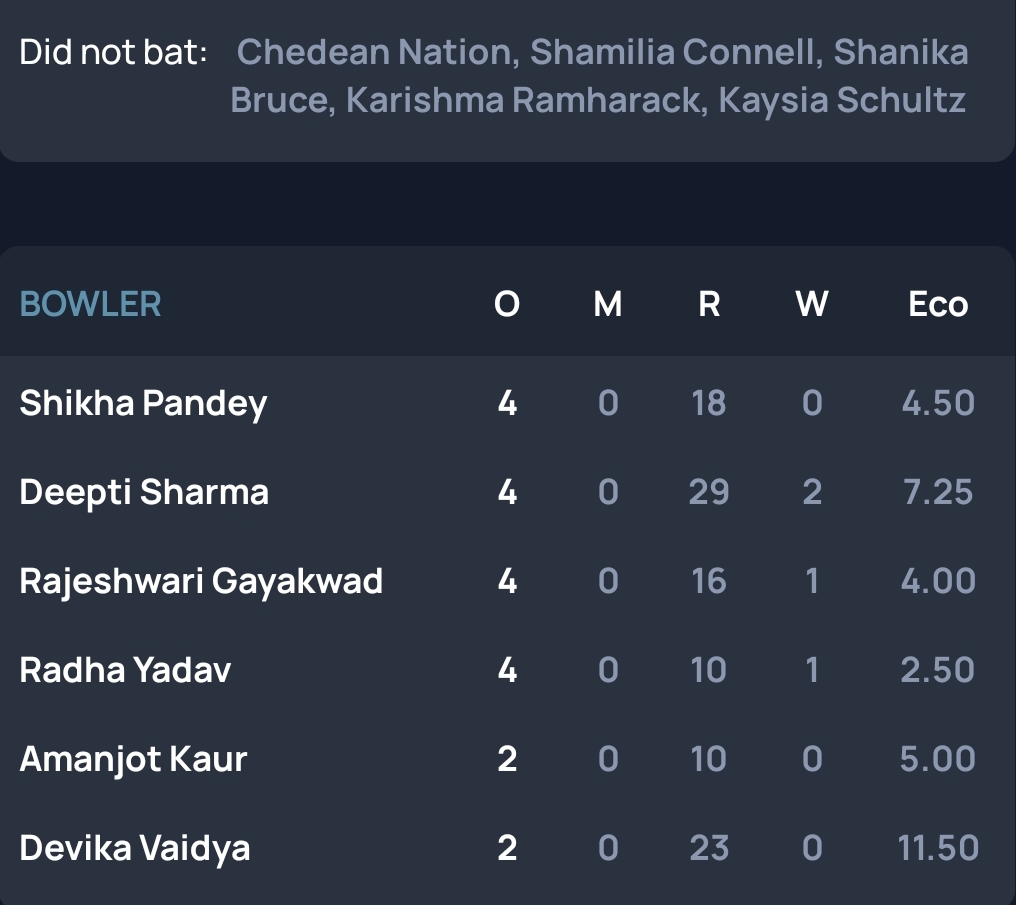 Did not bat: Chedean Nation, Shamilia Connell, Shanika
Bruce, Karishma Ramharack, Kaysia Schultz
BOWLER O M R W Eco
Shikha Pandey 4 0 18 0 4.50
Deepti Sharma 4 0 29 2 7.25
Rajeshwari Gayakwad 4 0 16 1 4.00
Radha Yadav 4 0 10 1 2.50
Amanjot Kaur 2 0 10 0 5.00
Devika Vaidya 2 0 23 0 11.50